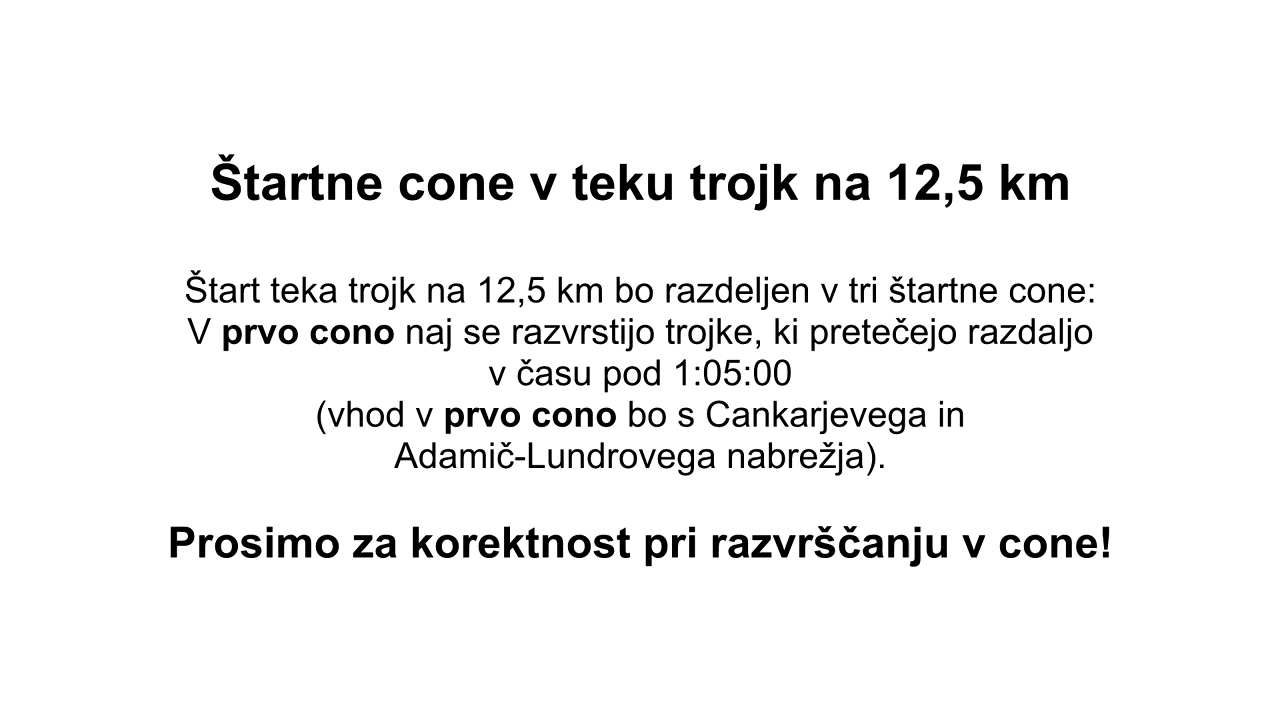 Štartne cone v teku trojk na 12,5 km
Štart teka trojk na 12,5 km bo razdeljen v tri štartne cone:
V prvo cono naj se razvrstijo trojke, ki pretečejo razdaljo
v času pod 1:05:00
(vhod v prvo cono bo s Cankarjevega in
Adamič-Lundrovega nabrežja).
Prosimo za korektnost pri razvrščanju v cone!